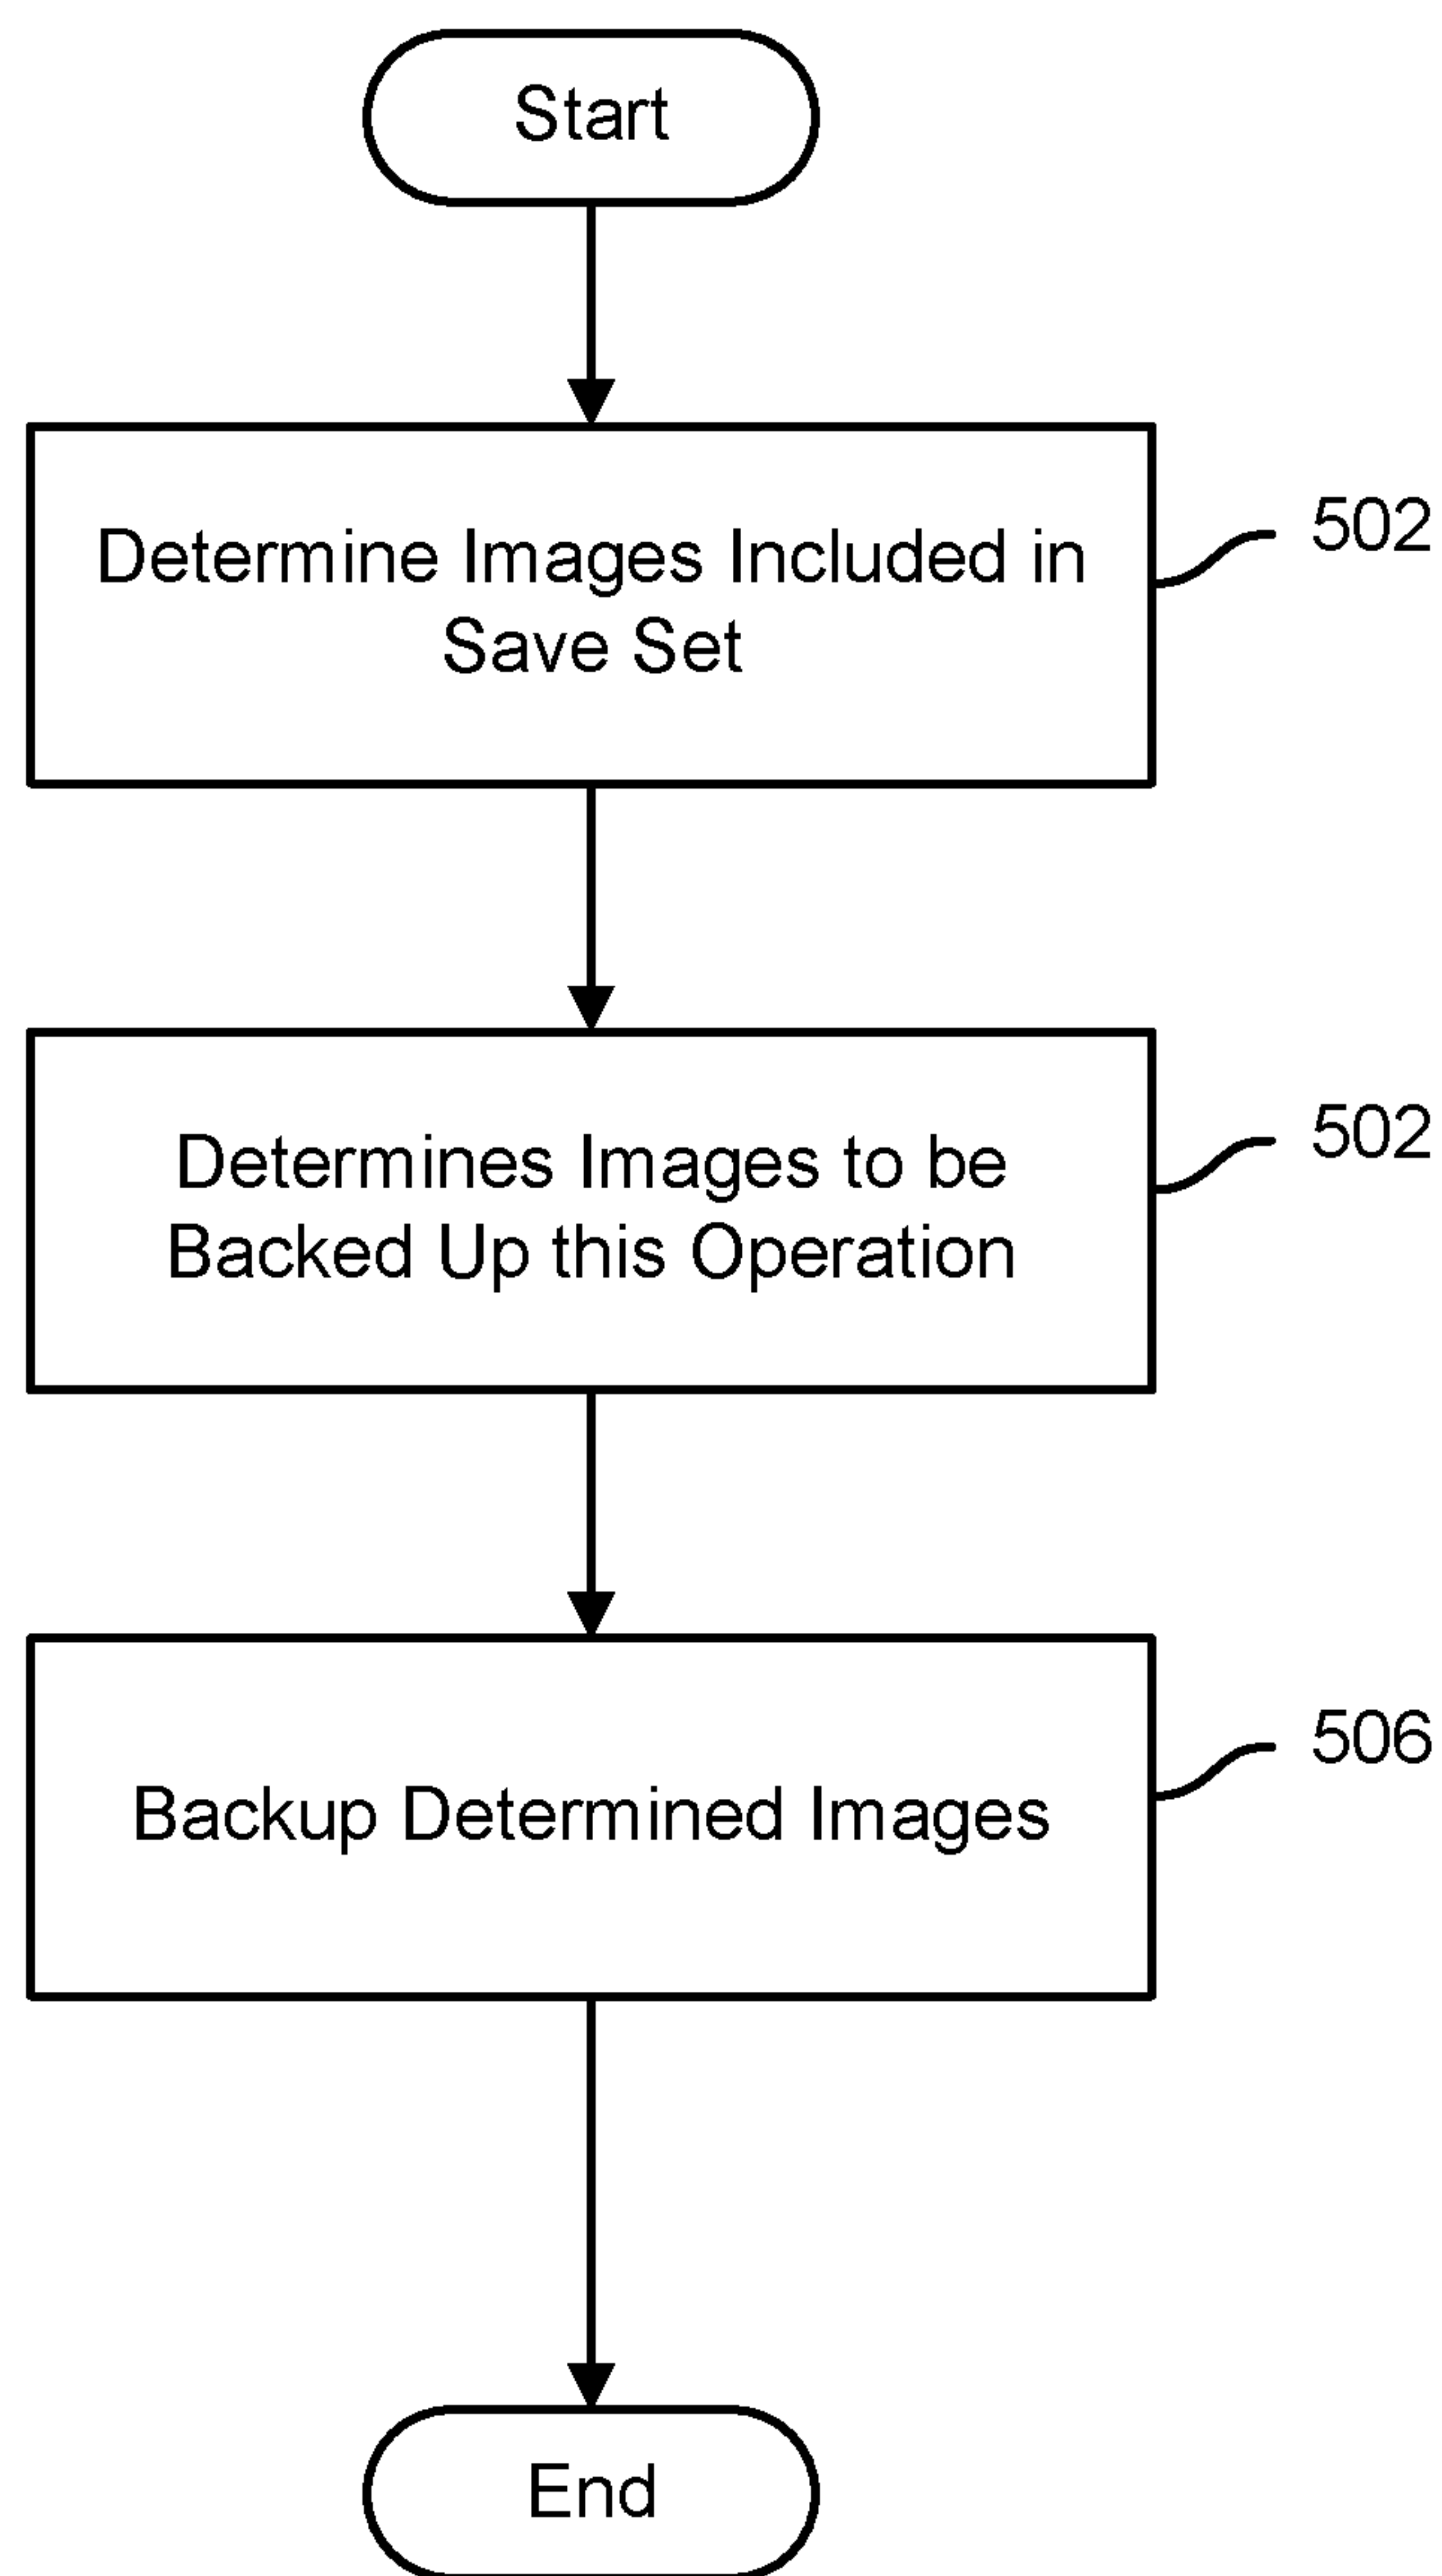 Start
Determine Images Included in
Save Set
502
Determines Images to be
Backed Up this Operation
502
Backup Determined Images
506
End